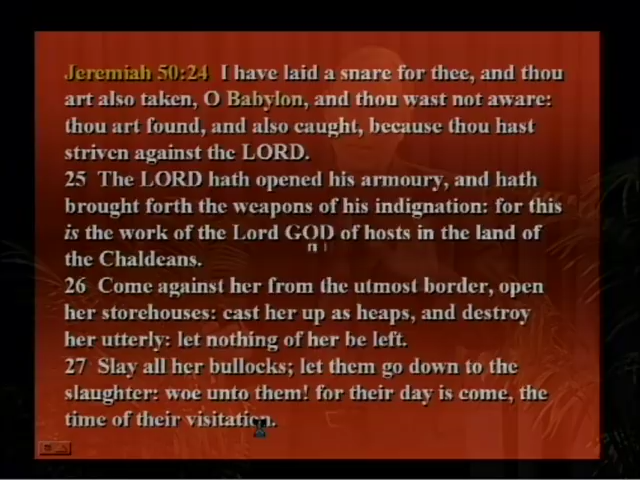 Jeremiah 50:24 I have laid a snare for thee, and thou
art also taken, O Babylon, and thou wast not aware:
thou art found, and also caught, because thou hast
striven against the LORD.
25 The LORD hath opened his armoury, and hath
brought forth the weapons of his indignation: for this
is the work of the Lord GOD of hosts in the land of
the Chaldeans.
26 Come against her from the utmost border, open
her storehouses: cast her up as heaps, and destroy
her utterly: let nothing of her be left.
27 Slay all her bullocks; let them go down to the
slaughter: woe unto them! for their day is come, the
time of their visitation.